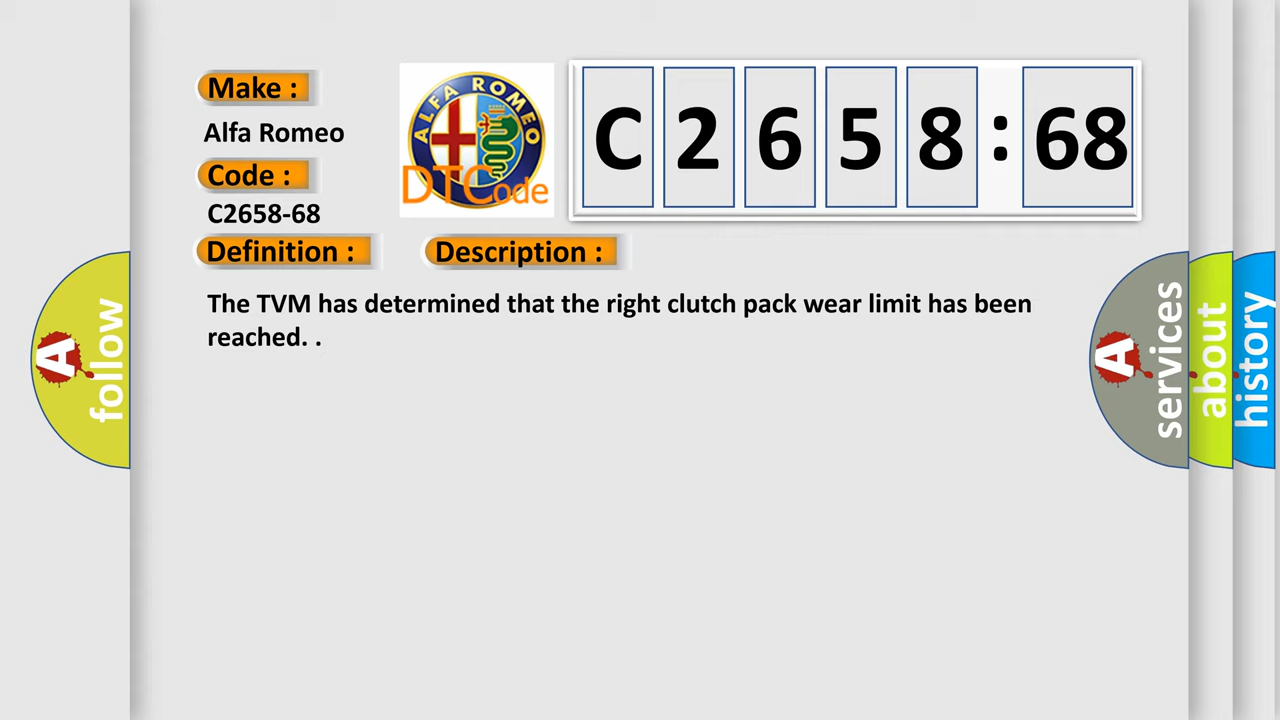 Make :
Alfa Romeo
Code :
C2658-68
Definition :
Description :
The TVM has determined that the right clutch pack wear limit has been
reached. .
ALFA ROMEO
DTCode
C 2 6 5 8 : 68
A follow
A services
about
history